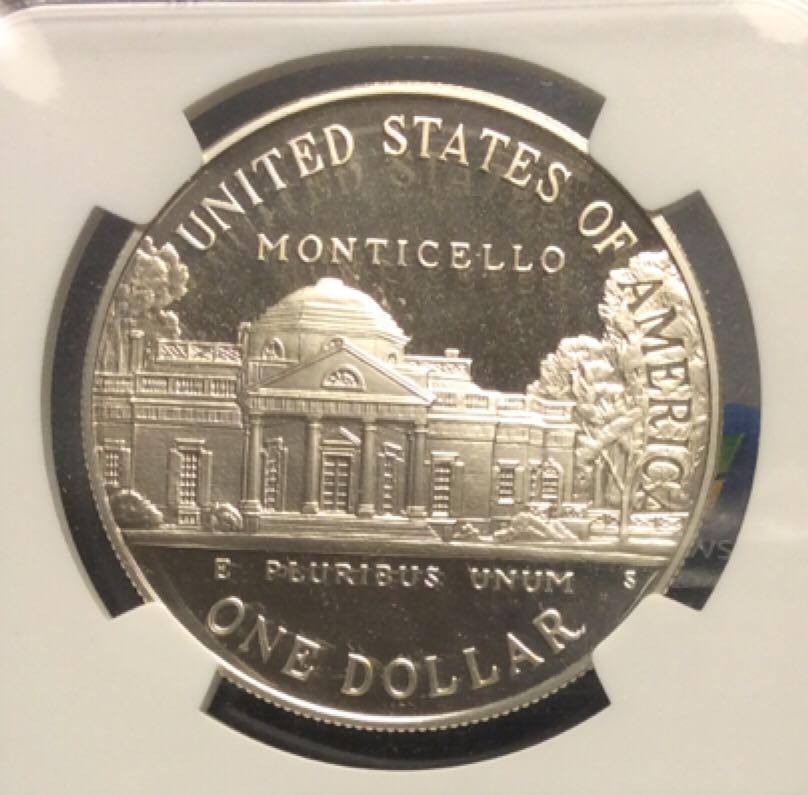 UNITED STATES OF AMERICA
MONTICELLO
E PLURIBUS UNUM S
ONE DOLLAR